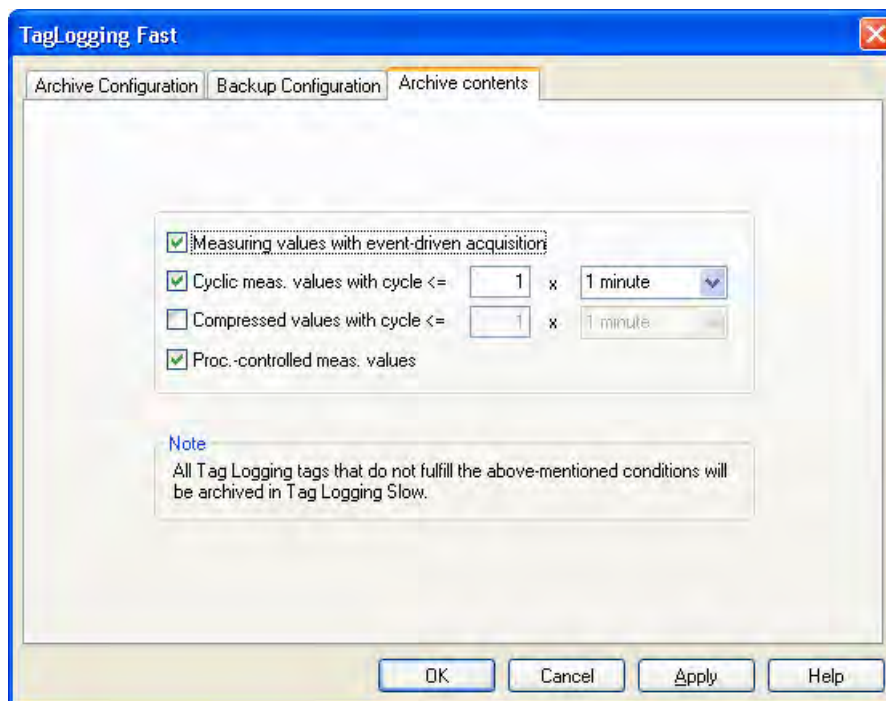 TagLogging Fast
Archive Configuration Backup Configuration Archive contents
Measuring values with event-driven acquisition
Cyclic meas. values with cycle <= 1 x 1 minute
Compressed values with cycle <= 1 x 1 minute
Proc.-controlled meas. values
Note
All Tag Logging tags that do not fulfill the above-mentioned conditions will
be archived in Tag Logging Slow.
OK Cancel Apply Help